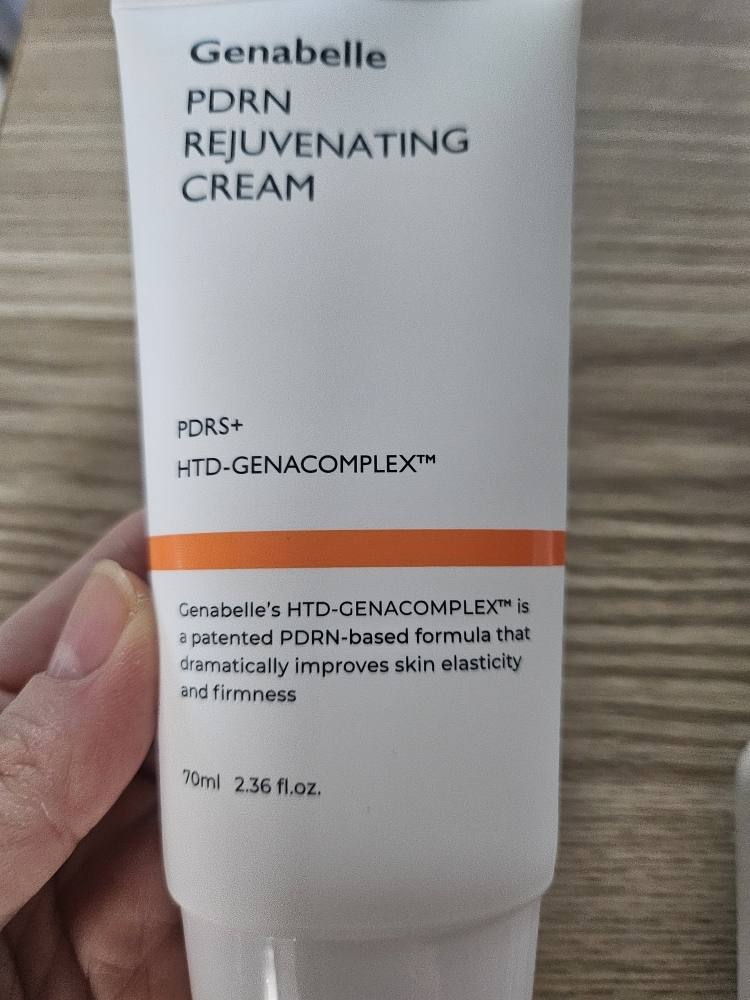 Genabelle
PDRN
REJUVENATING
CREAM
PDRS+
HTD-GENACOMPLEX™
Genabelle's HTD-GENACOMPLEX™ is
a patented PDRN-based formula that
dramatically improves skin elasticity
and firmness
70ml 2.36 fl.oz.